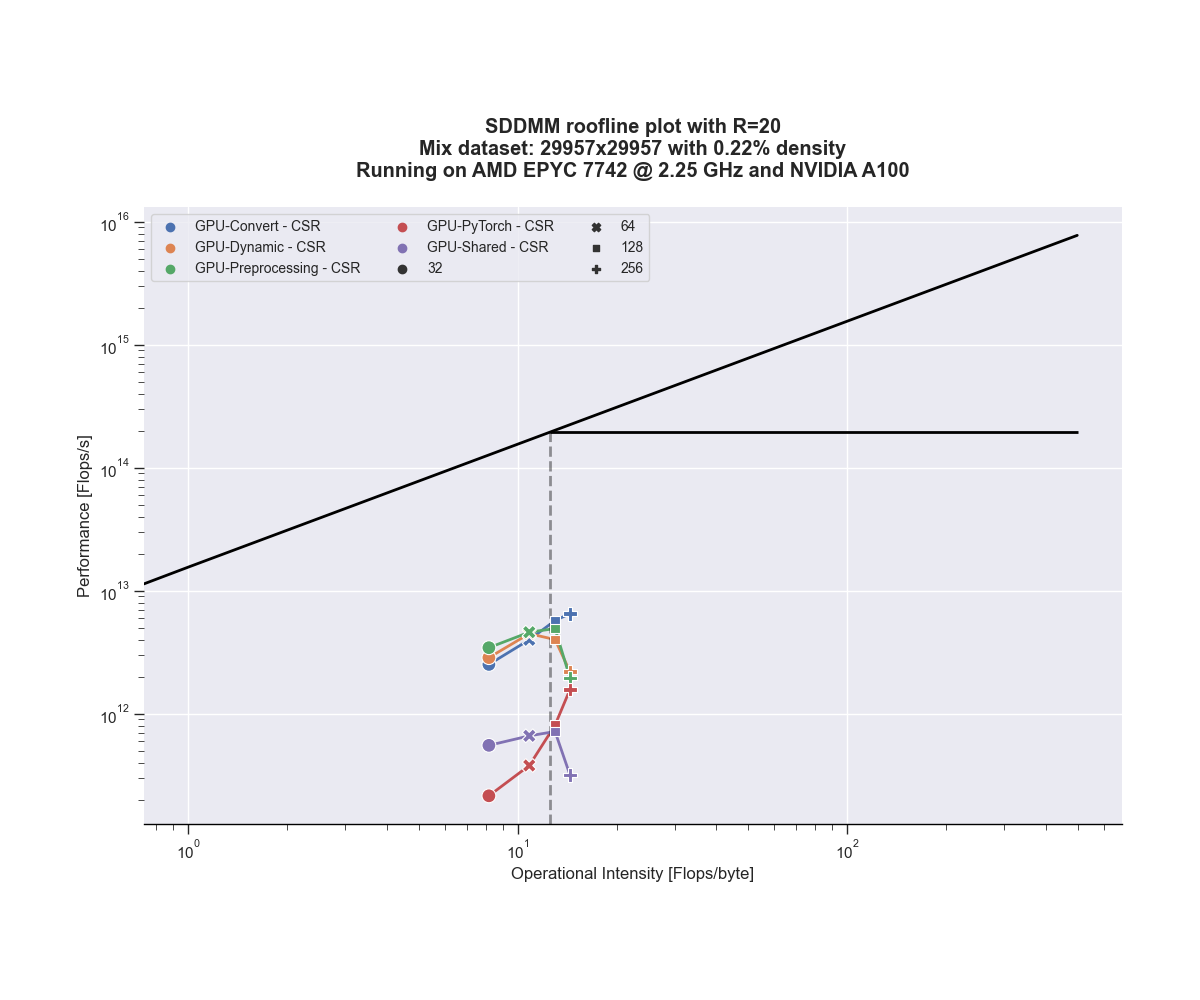 SDDMM roofline plot with R=20
Mix dataset: 29957x29957 with 0.22% density
Running on AMD EPYC 7742 @ 2.25 GHz and NVIDIA A100
GPU-Convert - CSR
GPU-Dynamic - CSR
GPU-Preprocessing - CSR
GPU-PyTorch - CSR
GPU-Shared - CSR
32
64
128
256
Performance [Flops/s]
10^16
10^15
10^14
10^13
10^12
10^0
10^1
10^2
Operational Intensity [Flops/byte]